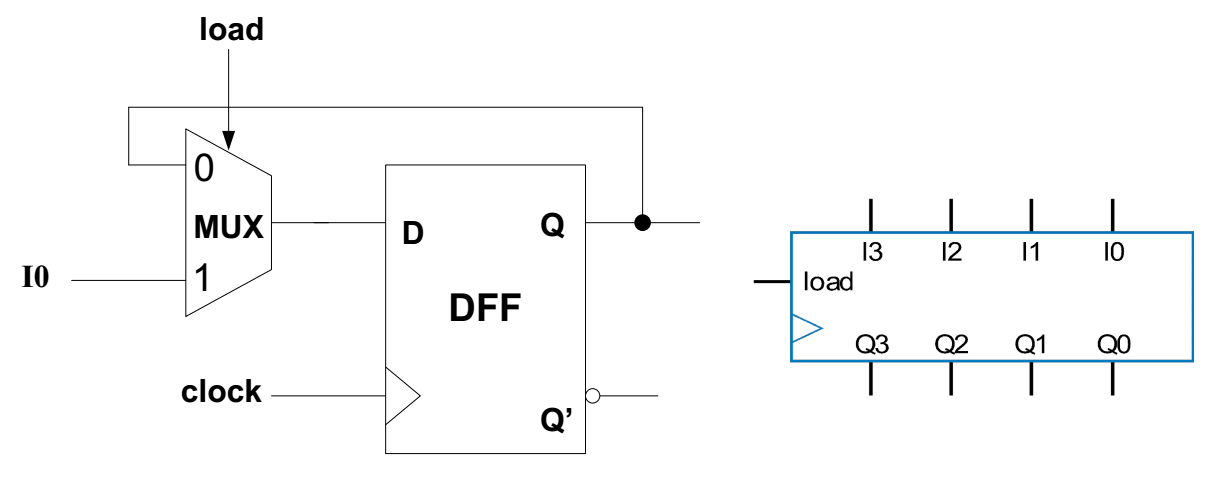 load
0
MUX
D
Q
I0
1
DFF
clock
Q’
I3 I2 I1 I0
load
Q3 Q2 Q1 Q0